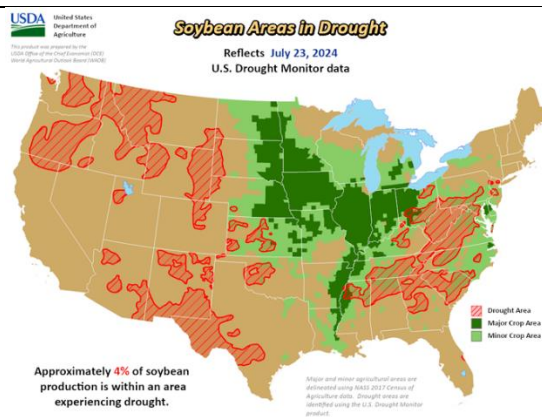 USDA
United States
Department of
Agriculture
This product was prepared by the
USDA Office of the Chief Economist (OCE)
World Agricultural Outlook Board (WAOB)
Soybean Areas in Drought
Reflects July 23, 2024
U.S. Drought Monitor data
Drought Area
Major Crop Area
Minor Crop Area
Approximately 4% of soybean
production is within an area
experiencing drought.
Major and minor agricultural areas are
delineated using NASS 2017 Census of
Agriculture data. Drought areas are
identified using the U.S. Drought Monitor
product.